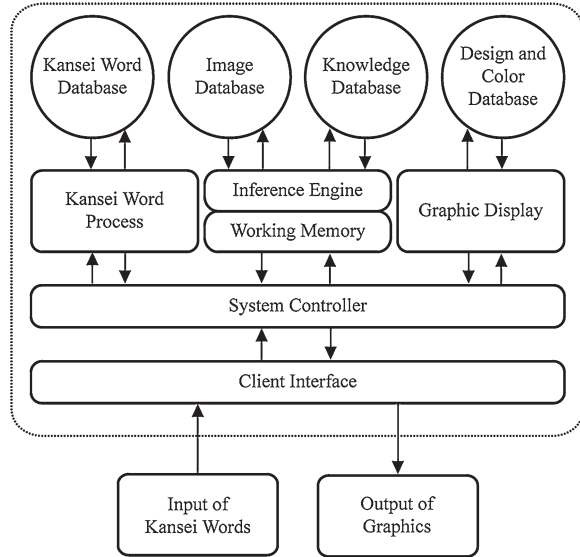 Kansei Word
Database
Image
Database
Knowledge
Database
Design and
Color
Database
Kansei Word
Process
Inference Engine
Working Memory
Graphic Display
System Controller
Client Interface
Input of
Kansei Words
Output of
Graphics